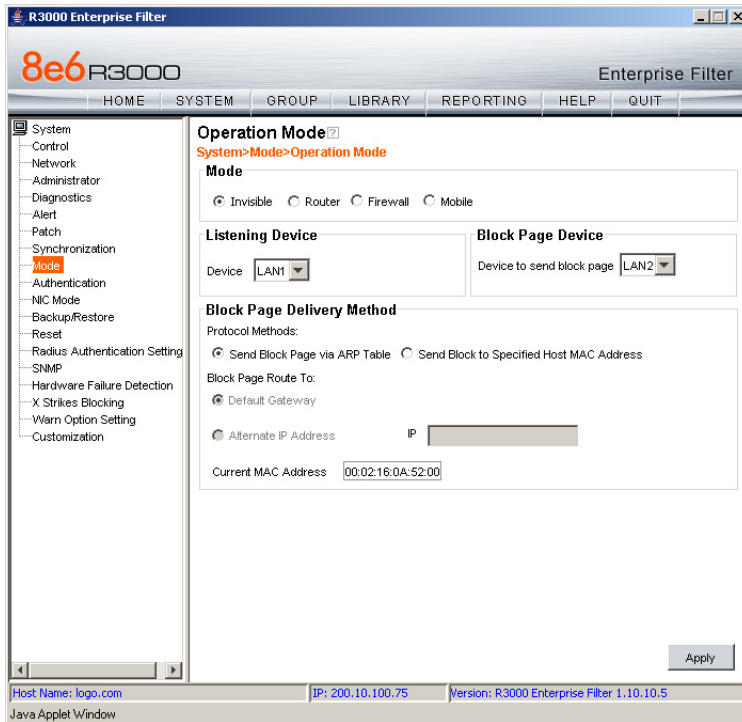 R3000 Enterprise Filter
8e6 R3000
Enterprise Filter
HOME SYSTEM GROUP LIBRARY REPORTING HELP QUIT
System
Control
Network
Administrator
Diagnostics
Alert
Patch
Synchronization
Mode
Authentication
NIC Mode
Backup/Restore
Reset
Radius Authentication Setting
SNMP
Hardware Failure Detection
X Strikes Blocking
Warn Option Setting
Customization
Operation Mode ?
System>Mode>Operation Mode
Mode
Invisible Router Firewall Mobile
Listening Device
Device LAN1
Block Page Device
Device to send block page LAN2
Block Page Delivery Method
Protocol Methods:
Send Block Page via ARP Table Send Block to Specified Host MAC Address
Block Page Route To:
Default Gateway
Alternate IP Address IP
Current MAC Address 00:02:16:0A:52:00
Apply
Host Name: logo.com IP: 200.10.100.75 Version: R3000 Enterprise Filter 1.10.10.5
Java Applet Window